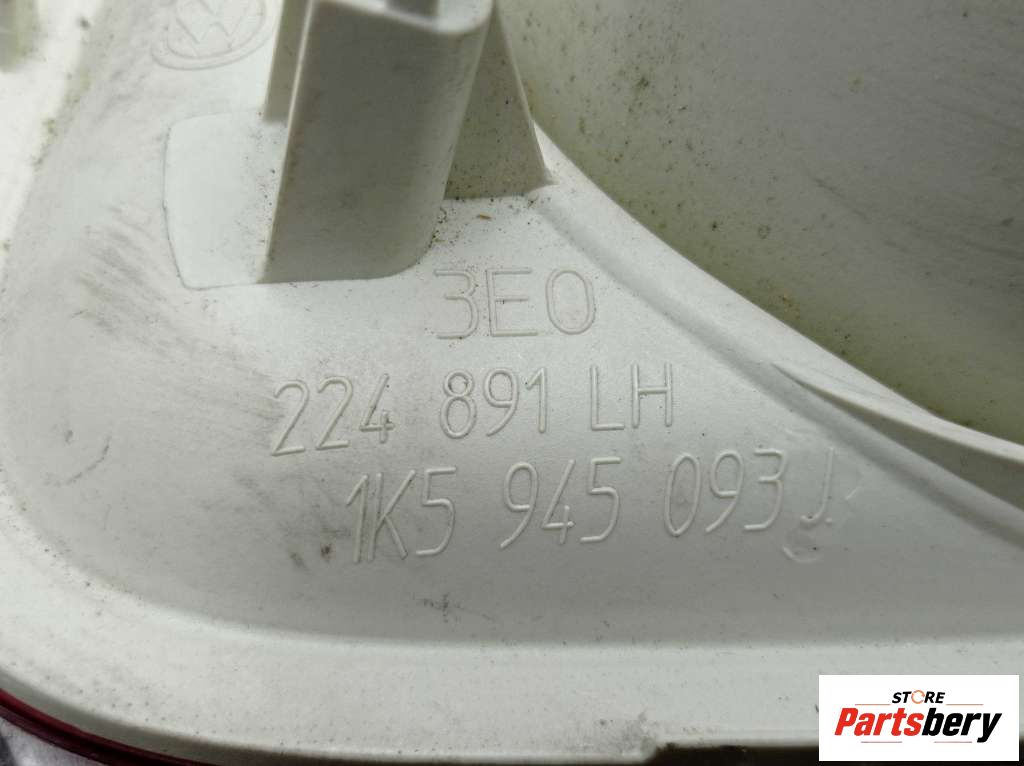 3E0
224 891 LH
1K5 945 093 J
STORE
Partsbery